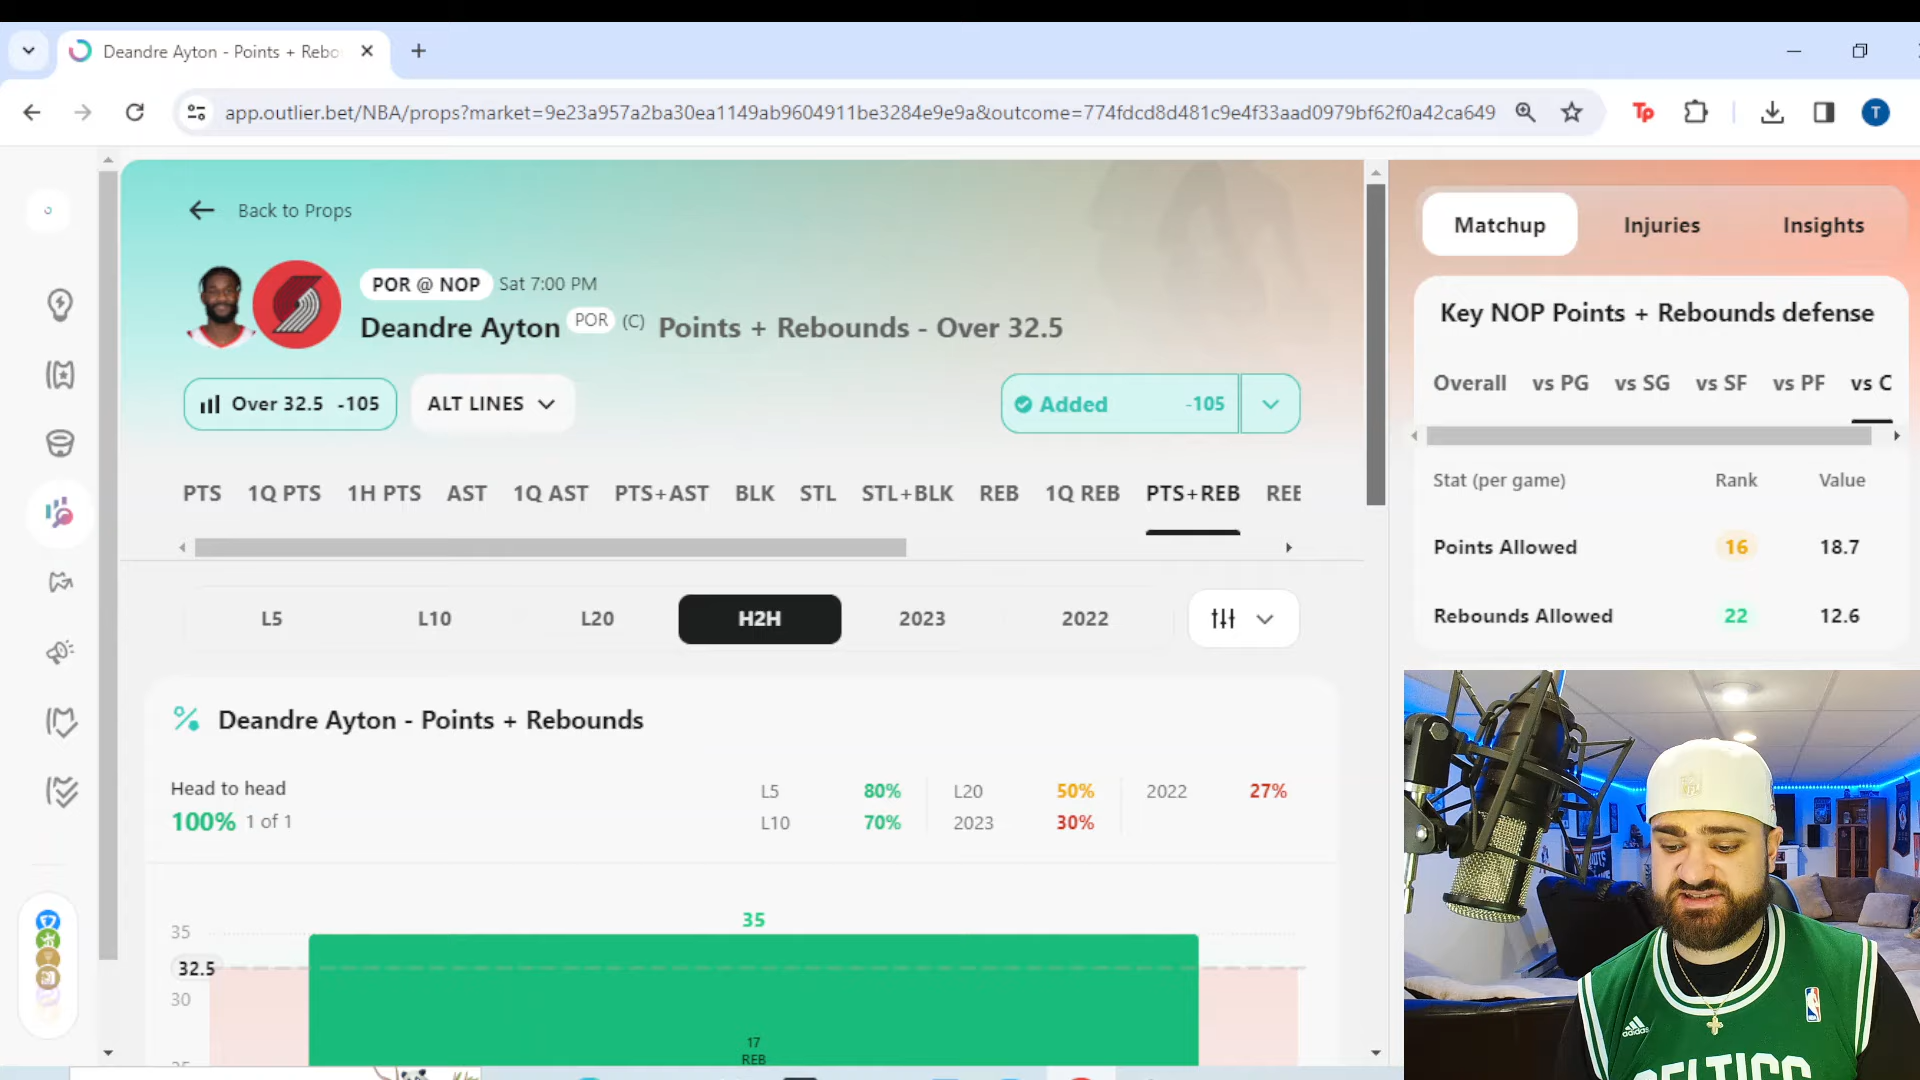 Deandre Ayton - Points + Rebo
app.outlier.bet/NBA/props?market=9e23a957a2ba30ea1149ab9604911be3284e9e9a&outcome=774fdcd8d481c9e4f33aad0979bf62f0a42ca649
Tp
T
Back to Props
POR @ NOP Sat 7:00 PM
Deandre Ayton POR (C) Points + Rebounds - Over 32.5
Over 32.5 -105 ALT LINES
Added -105
PTS 1Q PTS 1H PTS AST 1Q AST PTS+AST BLK STL STL+BLK REB 1Q REB PTS+REB REE
L5 L10 L20 H2H 2023 2022
Deandre Ayton - Points + Rebounds
Head to head
100% 1 of 1
L5 80% L20 50% 2022 27%
L10 70% 2023 30%
35
35
32.5
30
17
REB
Matchup Injuries Insights
Key NOP Points + Rebounds defense
Overall vs PG vs SG vs SF vs PF vs C
Stat (per game) Rank Value
Points Allowed 16 18.7
Rebounds Allowed 22 12.6
adidas
CELTICS